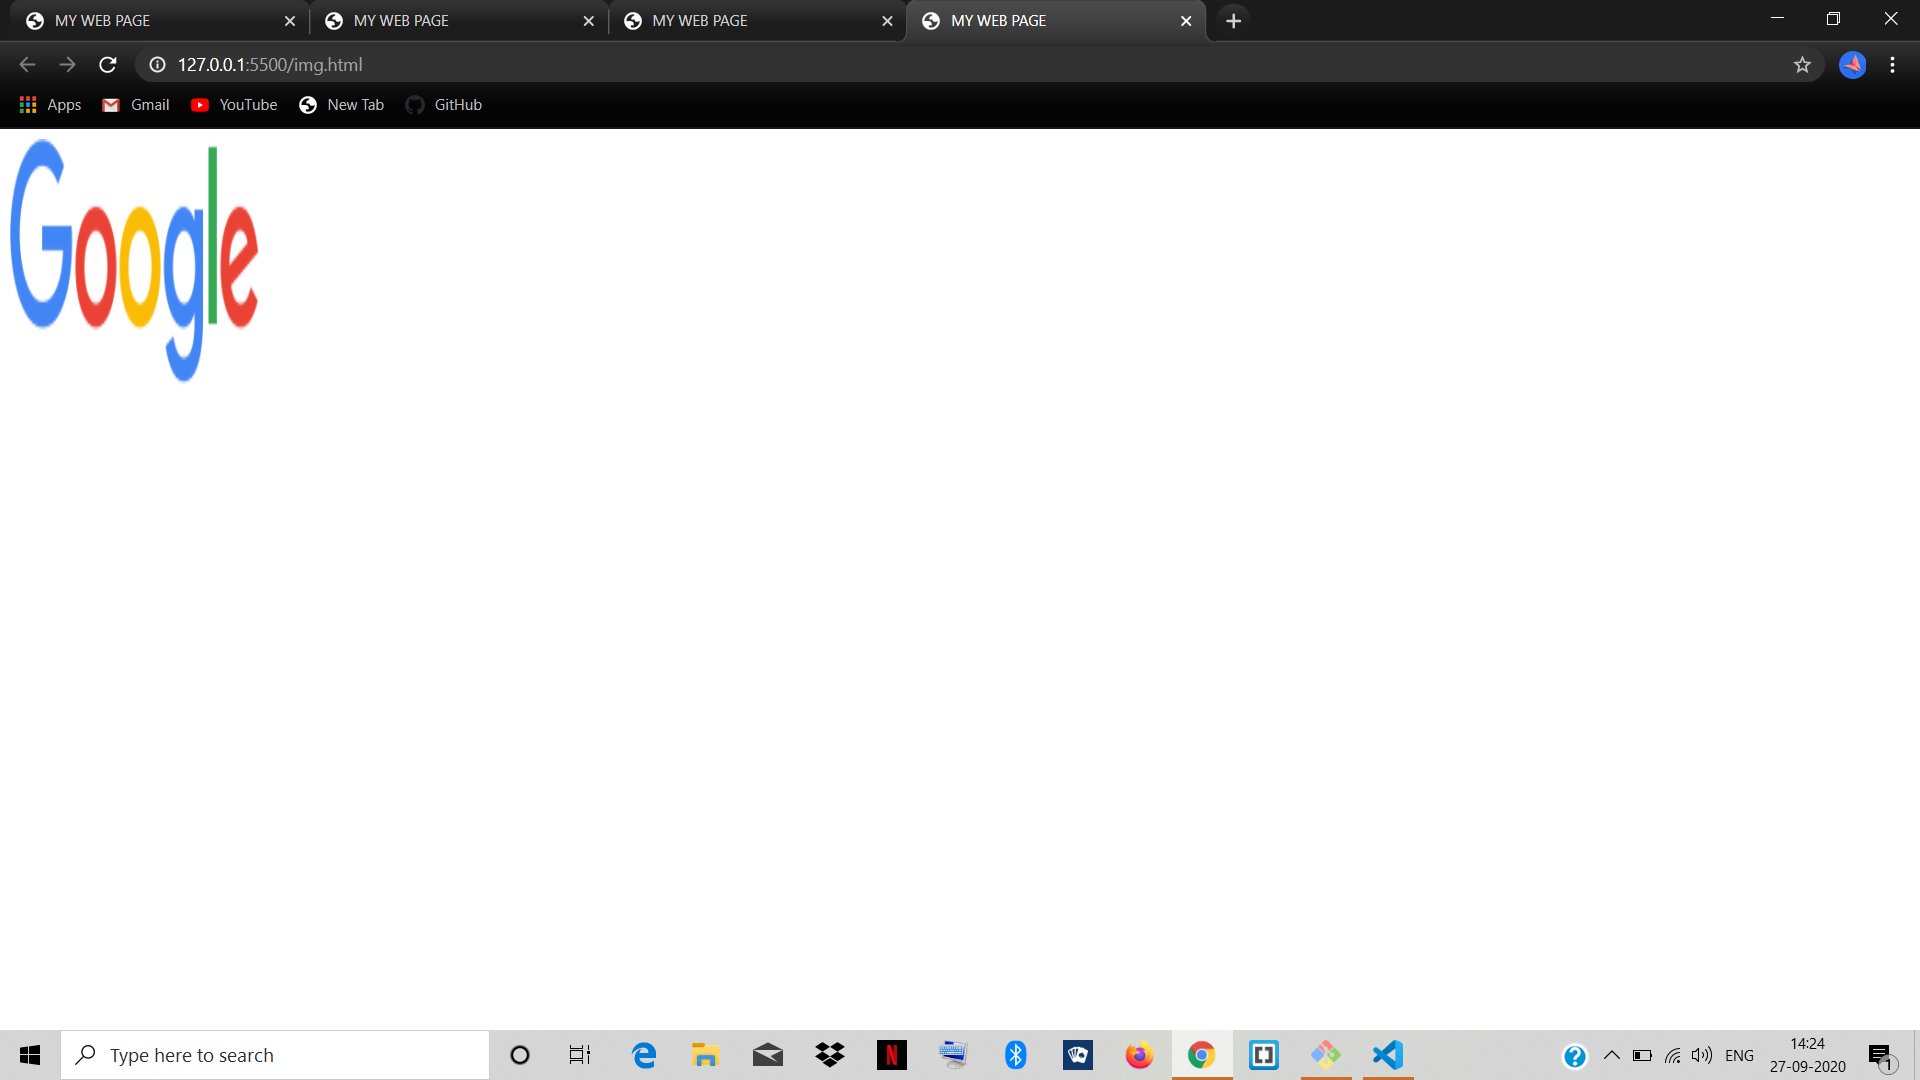 MY WEB PAGE MY WEB PAGE MY WEB PAGE MY WEB PAGE
127.0.0.1:5500/img.html
Apps Gmail YouTube New Tab GitHub
Google
Type here to search
ENG
14:24
27-09-2020
1